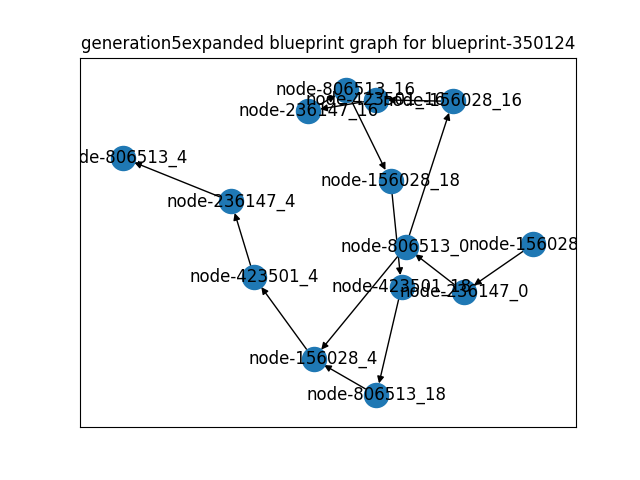 generation5expanded blueprint graph for blueprint-350124
node-806513_16
node-423501_16
node-156028_16
node-236147_16
de-806513_4
node-156028_18
node-236147_4
node-806513_0
node-156028
node-423501_4
node-423501_18
node-236147_0
node-156028_4
node-806513_18